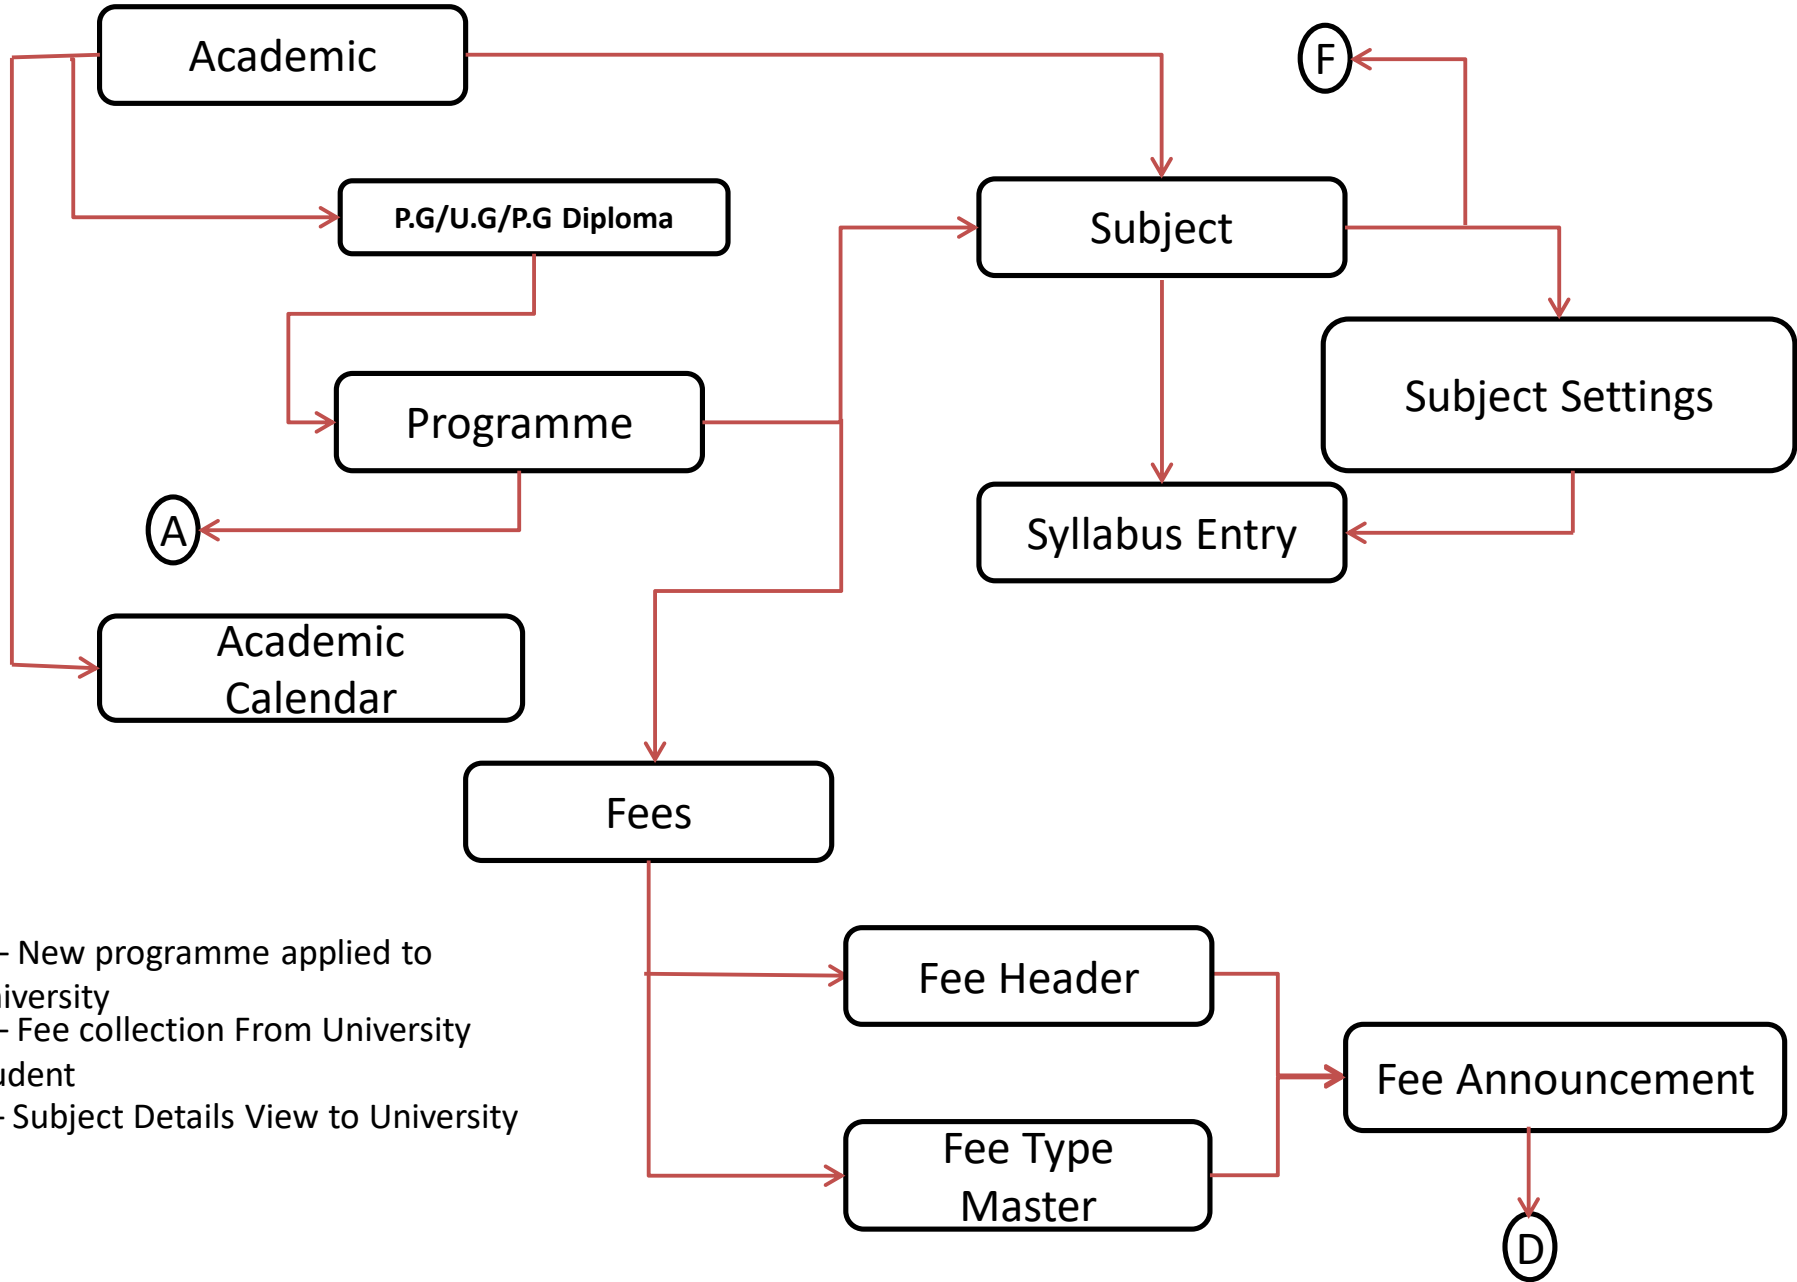 Academic
F
P.G/U.G/P.G Diploma
Subject
Subject Settings
Programme
A
Syllabus Entry
Academic
Calendar
Fees
– New programme applied to
– Fee collection From University
– Subject Details View to University
Fee Header
Fee Announcement
Fee Type
Master
D